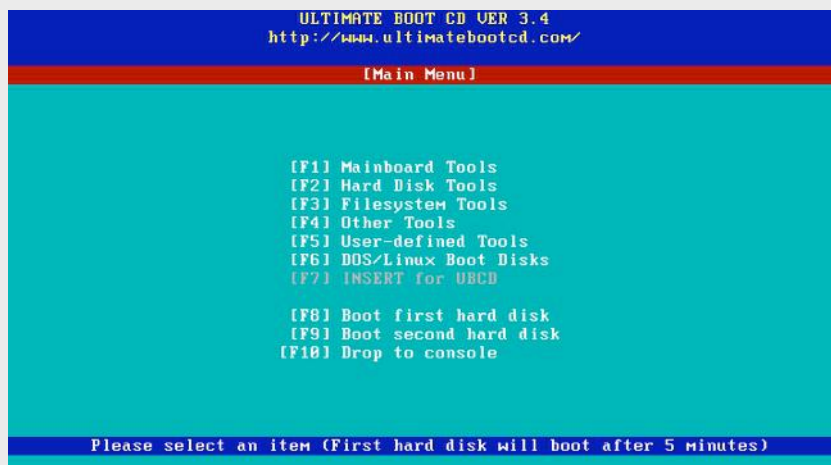 ULTIMATE BOOT CD VER 3.4
http://www.ultimatebootcd.com/
[Main Menu]
[F1] Mainboard Tools
[F2] Hard Disk Tools
[F3] Filesystem Tools
[F4] Other Tools
[F5] User-defined Tools
[F6] DOS/Linux Boot Disks
[F7] INSERT for UBCD
[F8] Boot first hard disk
[F9] Boot second hard disk
[F10] Drop to console
Please select an item (First hard disk will boot after 5 minutes)